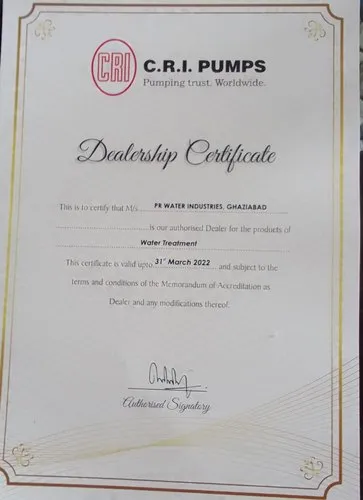 CRI
C.R.I. PUMPS
Pumping trust. Worldwide.
Dealership Certificate
This is to certify that M/s. PR WATER INDUSTRIES, GHAZIABAD
is our authorised Dealer for the products of
Water Treatment
This certificate is valid upto 31st March 2022 and subject to the
terms and conditions of the Memorandum of Accreditation as
Dealer and any modifications thereof.
Authorised Signatory